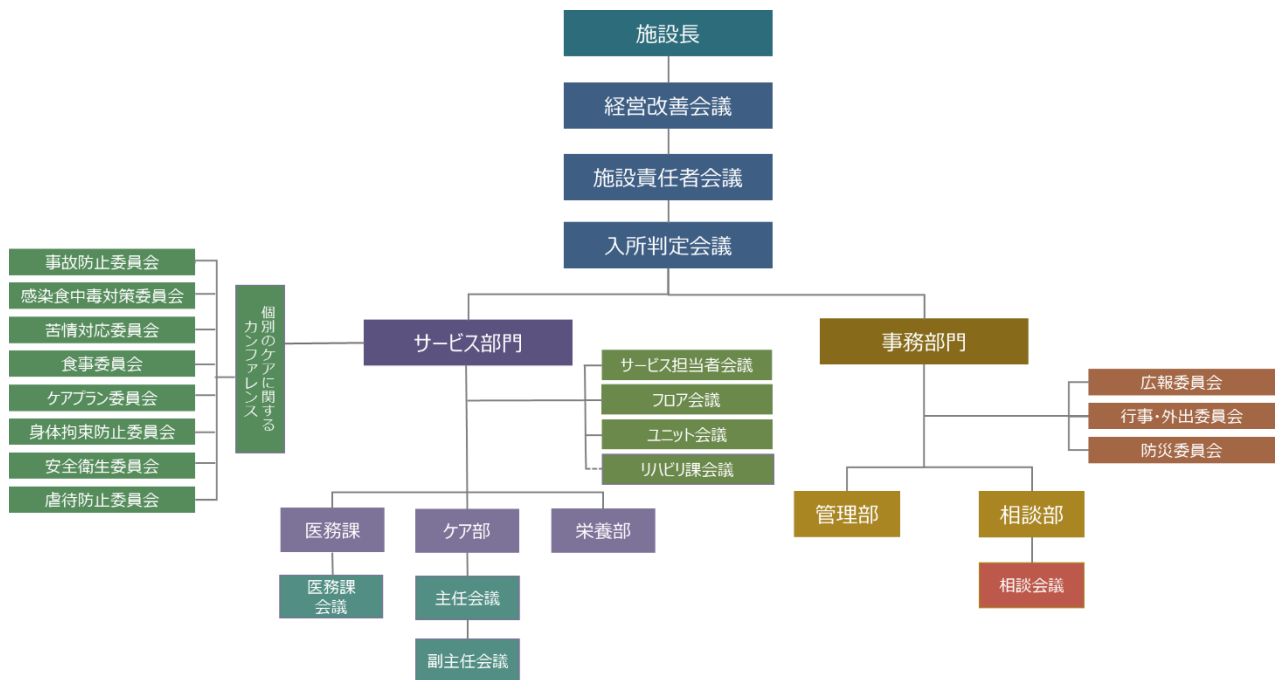 施設長
経営改善会議
施設責任者会議
入所判定会議
事故防止委員会
感染食中毒対策委員会
苦情対応委員会
食事委員会
ケアプラン委員会
身体拘束防止委員会
安全衛生委員会
虐待防止委員会
個別のケアに関する
カンファレンス
サービス部門
サービス担当者会議
フロア会議
ユニット会議
リハビリ課会議
医務課
ケア部
栄養部
医務課
会議
主任会議
副主任会議
事務部門
広報委員会
行事・外出委員会
防災委員会
管理部
相談部
相談会議